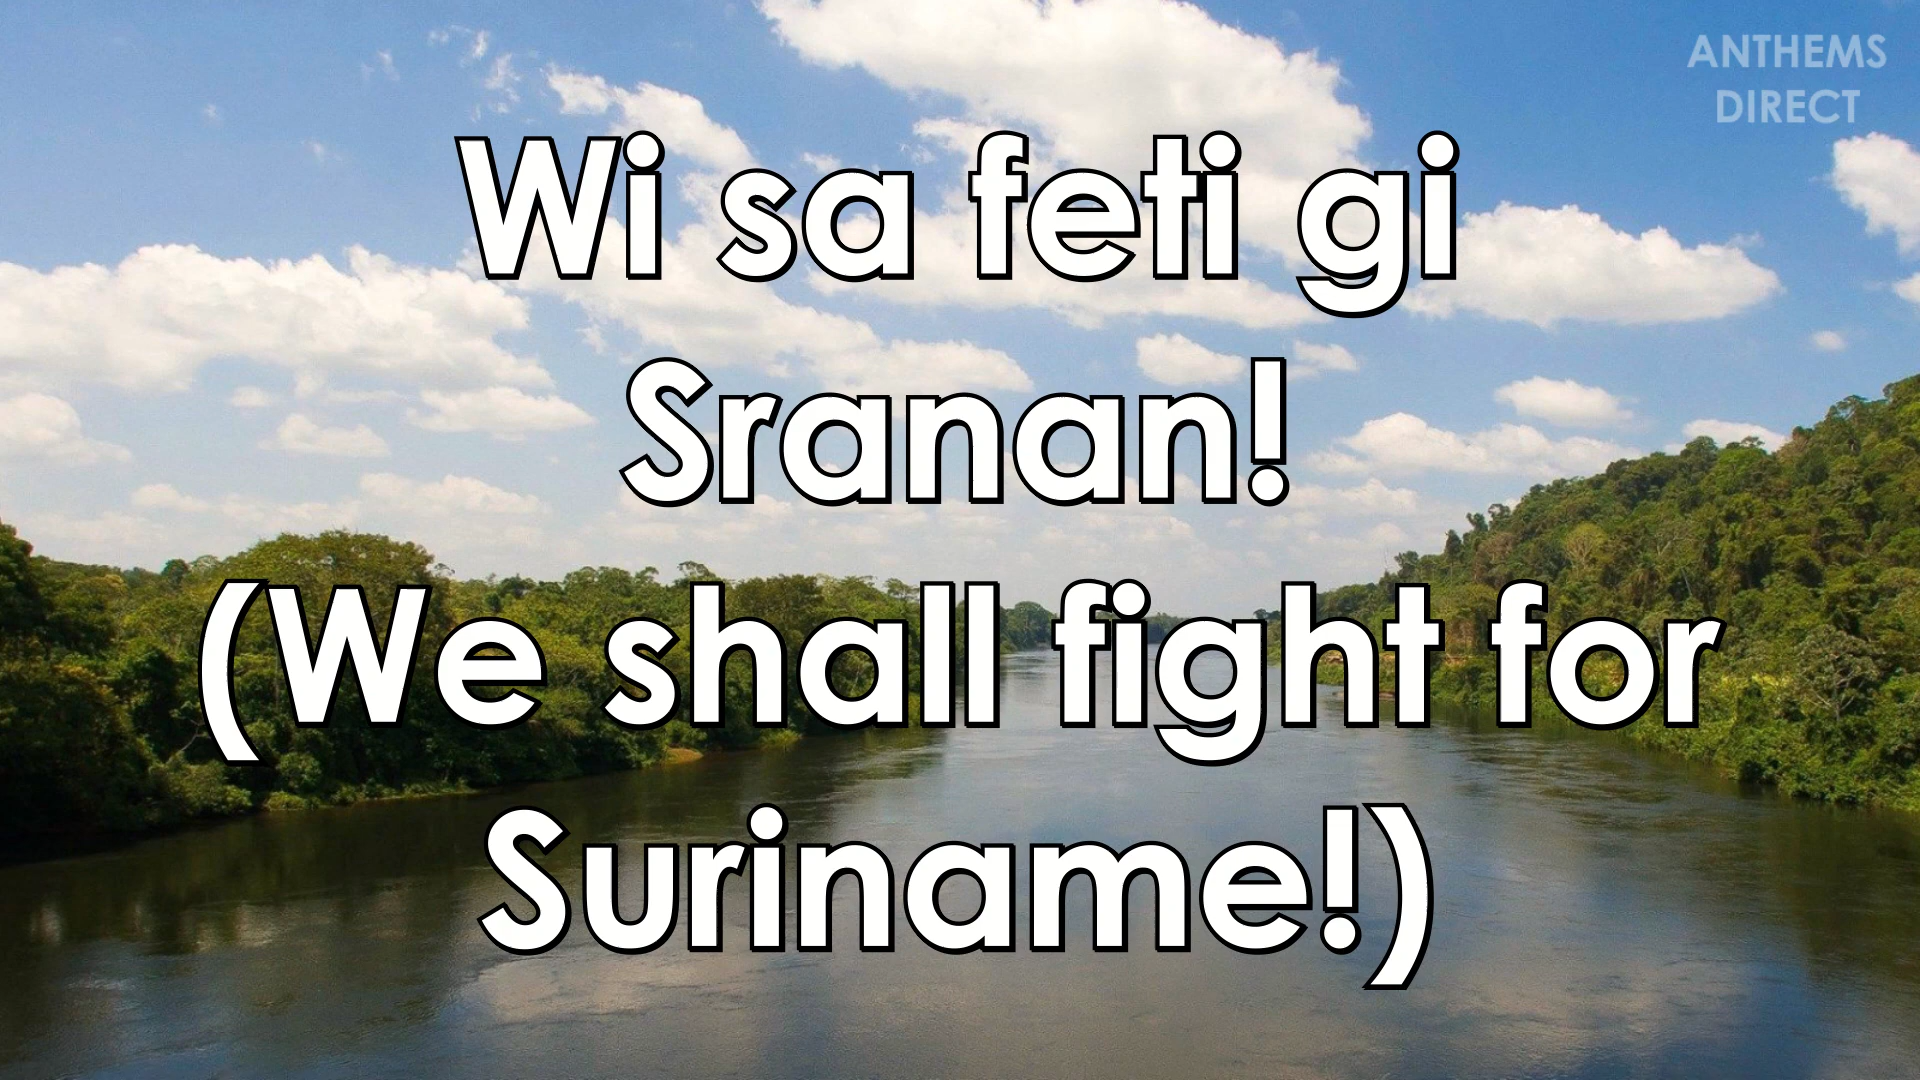 ANTHEMS
DIRECT
Wi sa feti gi
Sranan!
(We shall fight for
Suriname!)